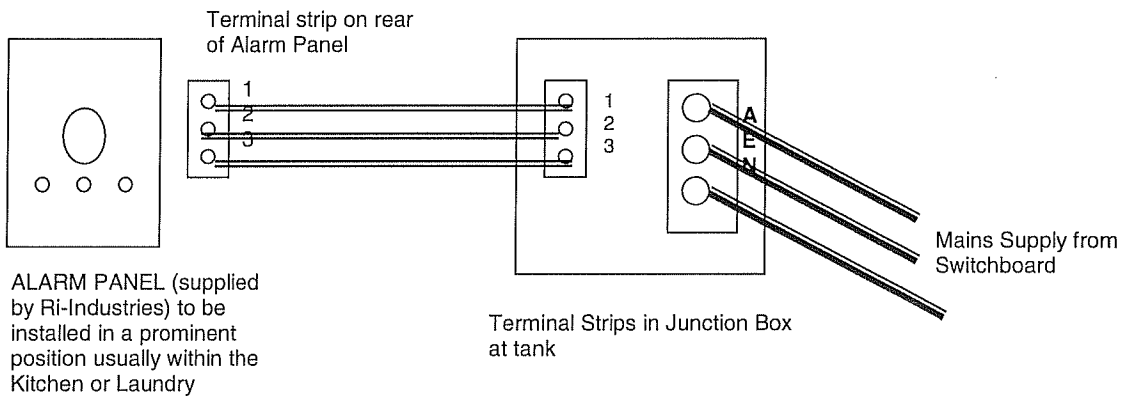 Terminal strip on rear
of Alarm Panel
1
2
3
1
2
3
A
E
N
Mains Supply from
Switchboard
ALARM PANEL (supplied
by Ri-Industries) to be
installed in a prominent
position usually within the
Kitchen or Laundry
Terminal Strips in Junction Box
at tank